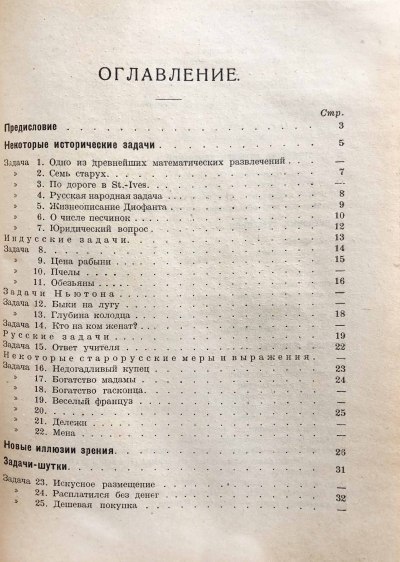 ОГЛАВЛЕНИЕ.
Стр.
Предисловие 3
Некоторые исторические задачи 5
Задача 1. Одно из древнейших математических развлечений —
» 2. Семь старух 7
» 3. По дороге в St.-Ives. —
» 4. Русская народная задача 8
» 5. Жизнеописание Диофанта 9
» 6. О числе песчинок 10
» 7. Юридический вопрос 12
Индусские задачи. 13
Задача 8. 14
» 9. Цена рабыни 15
» 10. Пчелы —
» 11. Обезьяны 16
Задачи Ньютона. —
Задача 12. Быки на лугу —
» 13. Глубина колодца 18
Задача 14. Кто на ком женат? —
Русские задачи 19
Задача 15. Ответ учителя 22
Некоторые старорусские меры и выражения. —
Задача 16. Недогадливый купец 23
» 17. Богатство мадамы 24
» 18. Богатство гасконца —
» 19. Веселый француз —
» 20. 25
» 21. Дележи —
» 22. Мена —
Новые иллюзии зрения. 26
Задачи-шутки. 31
Задача 23. Искусное размещение —
» 24. Расплатился без денег 32
» 25. Дешевая покупка —